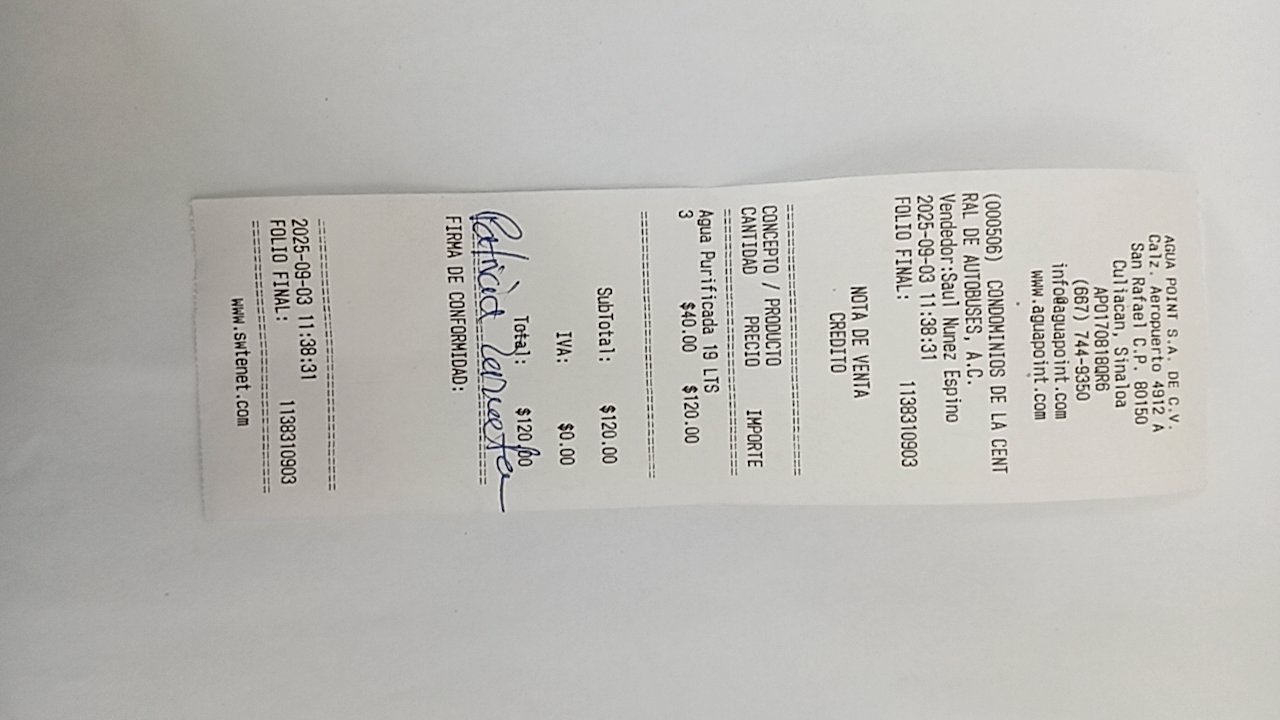 AGUA POINT S.A. DE C.V.
Calz. Aeropuerto 4912 A
San Rafael C.P. 80150
Culiacan, Sinaloa
APO170818QR6
(667) 744-9350
info@aguapoint.com
www.aguapoint.com
(000506) CONDOMINIOS DE LA CENT
RAL DE AUTOBUSES, A.C.
Vendedor:Saul Nunez Espino
2025-09-03 11:38:31
FOLIO FINAL: 1138310903
NOTA DE VENTA
CREDITO
CONCEPTO / PRODUCTO
CANTIDAD PRECIO IMPORTE
Agua Purificada 19 LTS
3 $40.00 $120.00
SubTotal: $120.00
IVA: $0.00
Total: $120.00
Patricia
FIRMA DE CONFORMIDAD:
2025-09-03 11:38:31
FOLIO FINAL: 1138310903
www.swtenet.com